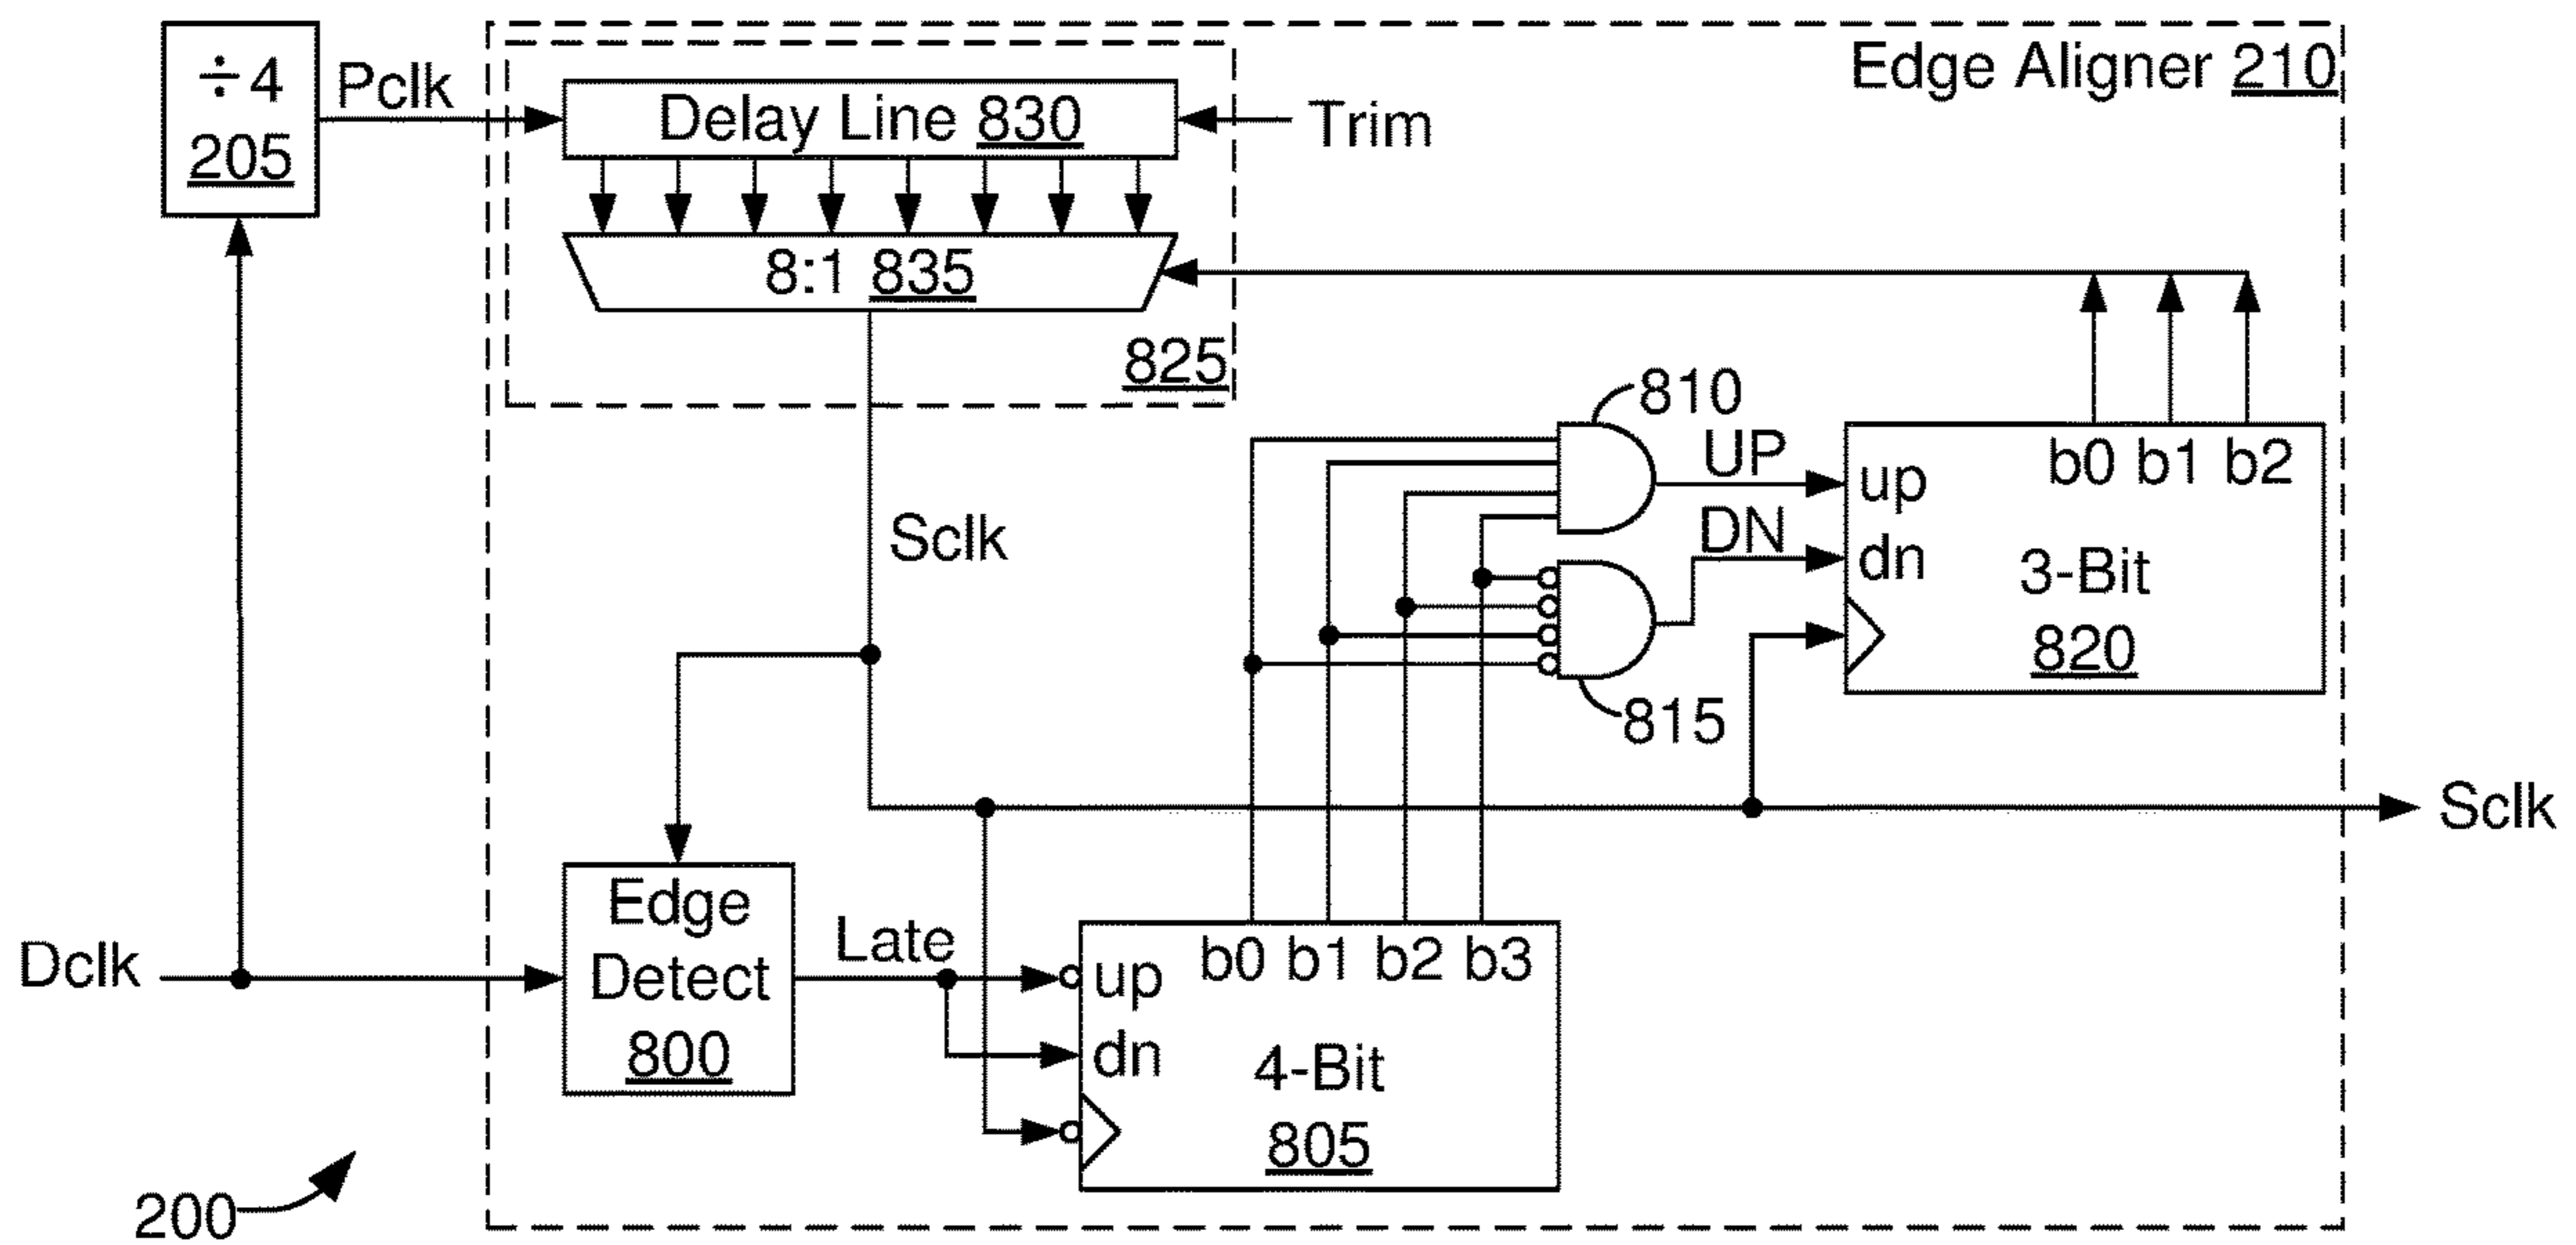 ÷4
205
Pclk
Delay Line 830
Trim
Edge Aligner 210
8:1 835
825
810
UP
DN
up
dn
b0 b1 b2
3-Bit
820
815
Sclk
Sclk
Dclk
Edge
Detect
800
Late
up
dn
b0 b1 b2 b3
4-Bit
805
200